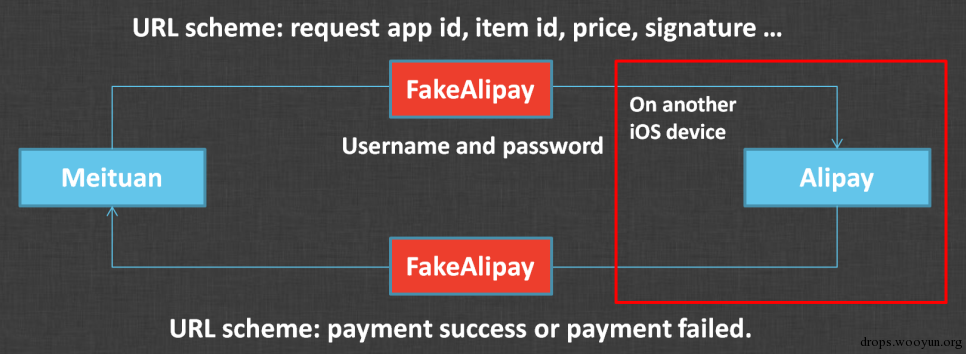 URL scheme: request app id, item id, price, signature ...
FakeAlipay
On another
iOS device
Username and password
Meituan
Alipay
FakeAlipay
URL scheme: payment success or payment failed.
drops.wooyun.org